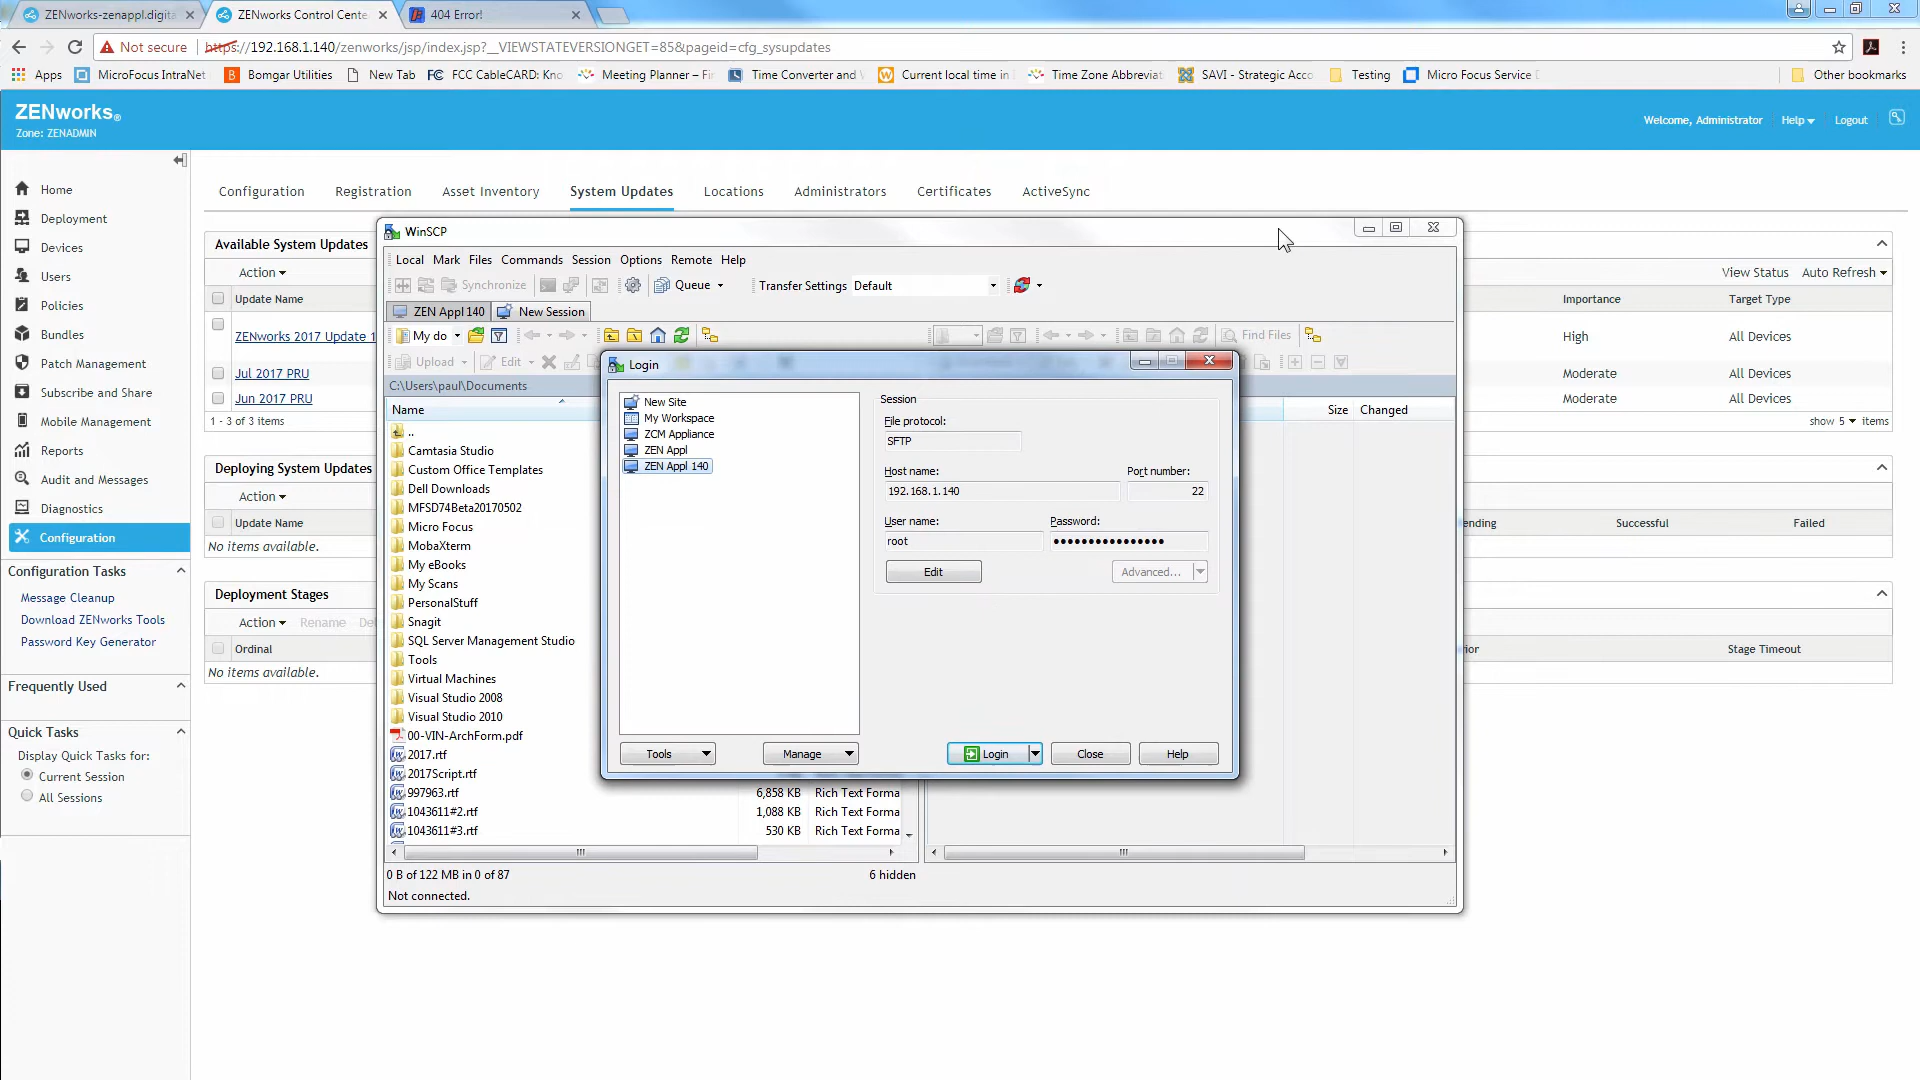 ZENworks-zenappl.digita
ZENworks Control Cente
404 Error!
Not secure
https://192.168.1.140/zenworks/jsp/index.jsp?__VIEWSTATEVERSIONGET=85&pageid=cfg_sysupdates
Apps
MicroFocus IntraNet
Bomgar Utilities
New Tab
FCC CableCARD: Kno
Meeting Planner – Fi
Time Converter and
Current local time in
Time Zone Abbreviat
SAVI - Strategic Acco
Testing
Micro Focus Service D
Other bookmarks
ZENworks®
Zone: ZENADMIN
Welcome, Administrator
Help
Logout
Home
Deployment
Devices
Users
Policies
Bundles
Patch Management
Subscribe and Share
Mobile Management
Reports
Audit and Messages
Diagnostics
Configuration
Configuration Tasks
Message Cleanup
Download ZENworks Tools
Password Key Generator
Frequently Used
Quick Tasks
Display Quick Tasks for:
Current Session
All Sessions
Configuration
Registration
Asset Inventory
System Updates
Locations
Administrators
Certificates
ActiveSync
Available System Updates
Action
Update Name
ZENworks 2017 Update 1
Jul 2017 PRU
Jun 2017 PRU
1 - 3 of 3 items
View Status
Auto Refresh
Importance
Target Type
High
All Devices
Moderate
All Devices
Moderate
All Devices
show 5 items
Deploying System Updates
Action
Update Name
No items available.
ending
Successful
Failed
Deployment Stages
Action
Rename
De
Ordinal
No items available.
ior
Stage Timeout
WinSCP
Local
Mark
Files
Commands
Session
Options
Remote
Help
Synchronize
Queue
Transfer Settings
Default
ZEN Appl 140
New Session
My do
Find Files
Upload
Edit
C:\Users\paul\Documents
Name
Size
Changed
..
Camtasia Studio
Custom Office Templates
Dell Downloads
MFSD74Beta20170502
Micro Focus
MobaXterm
My eBooks
My Scans
PersonalStuff
Snagit
SQL Server Management Studio
Tools
Virtual Machines
Visual Studio 2008
Visual Studio 2010
00-VIN-ArchForm.pdf
2017.rtf
2017Script.rtf
997963.rtf
6,858 KB
Rich Text Forma
1043611#2.rtf
1,088 KB
Rich Text Forma
1043611#3.rtf
530 KB
Rich Text Forma
0 B of 122 MB in 0 of 87
6 hidden
Not connected.
Login
New Site
My Workspace
ZCM Appliance
ZEN Appl
ZEN Appl 140
Session
File protocol:
SFTP
Host name:
Port number:
192.168.1.140
22
User name:
Password:
root
••••••••••••••••
Edit
Advanced...
Tools
Manage
Login
Close
Help